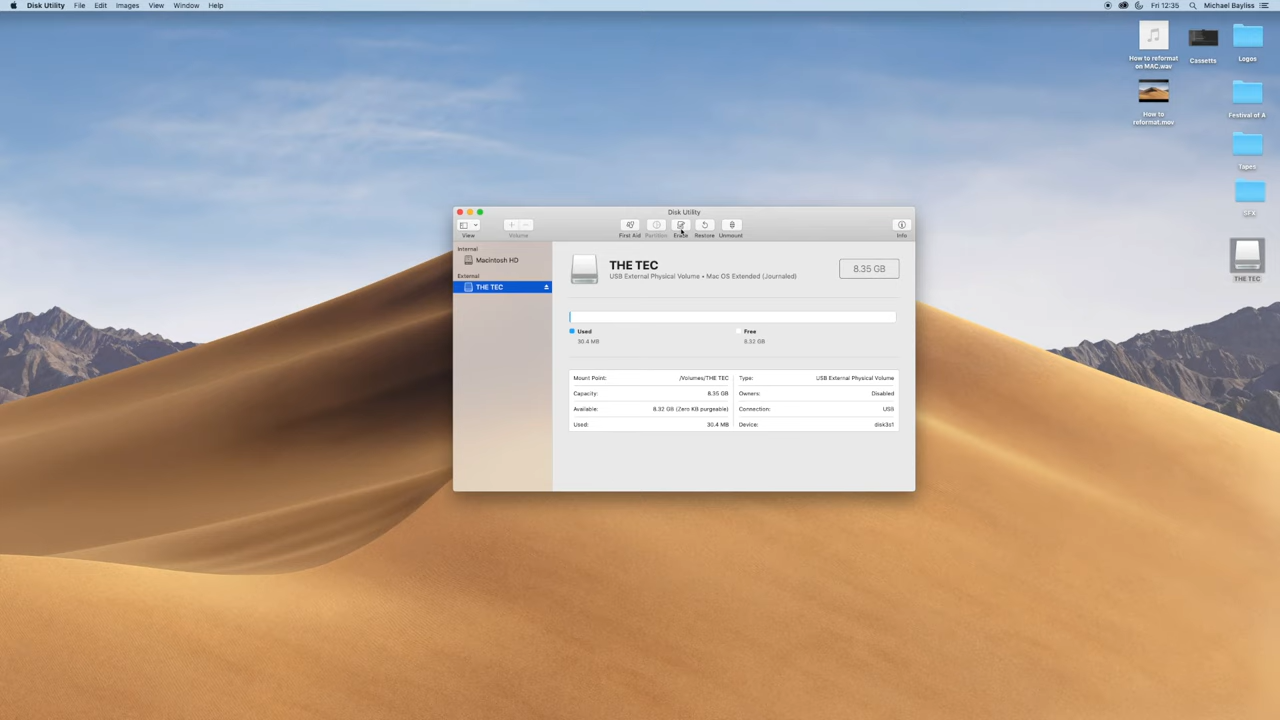 Disk Utility File Edit Images View Window Help
Fri 12:35 Michael Bayliss
How to reformat on MAC.wav
Cassetts
Logos
How to reformat.mov
Festival of A
Tapes
SFX
THE TEC
Disk Utility
View Volume First Aid Partition Erase Restore Unmount Info
Internal
Macintosh HD
External
THE TEC
THE TEC
USB External Physical Volume • Mac OS Extended (Journaled)
8.35 GB
Used
30.4 MB
Free
8.32 GB
Mount Point: /Volumes/THE TEC
Capacity: 8.35 GB
Available: 8.32 GB (Zero KB purgeable)
Used: 30.4 MB
Type: USB External Physical Volume
Owners: Disabled
Connection: USB
Device: disk3s1